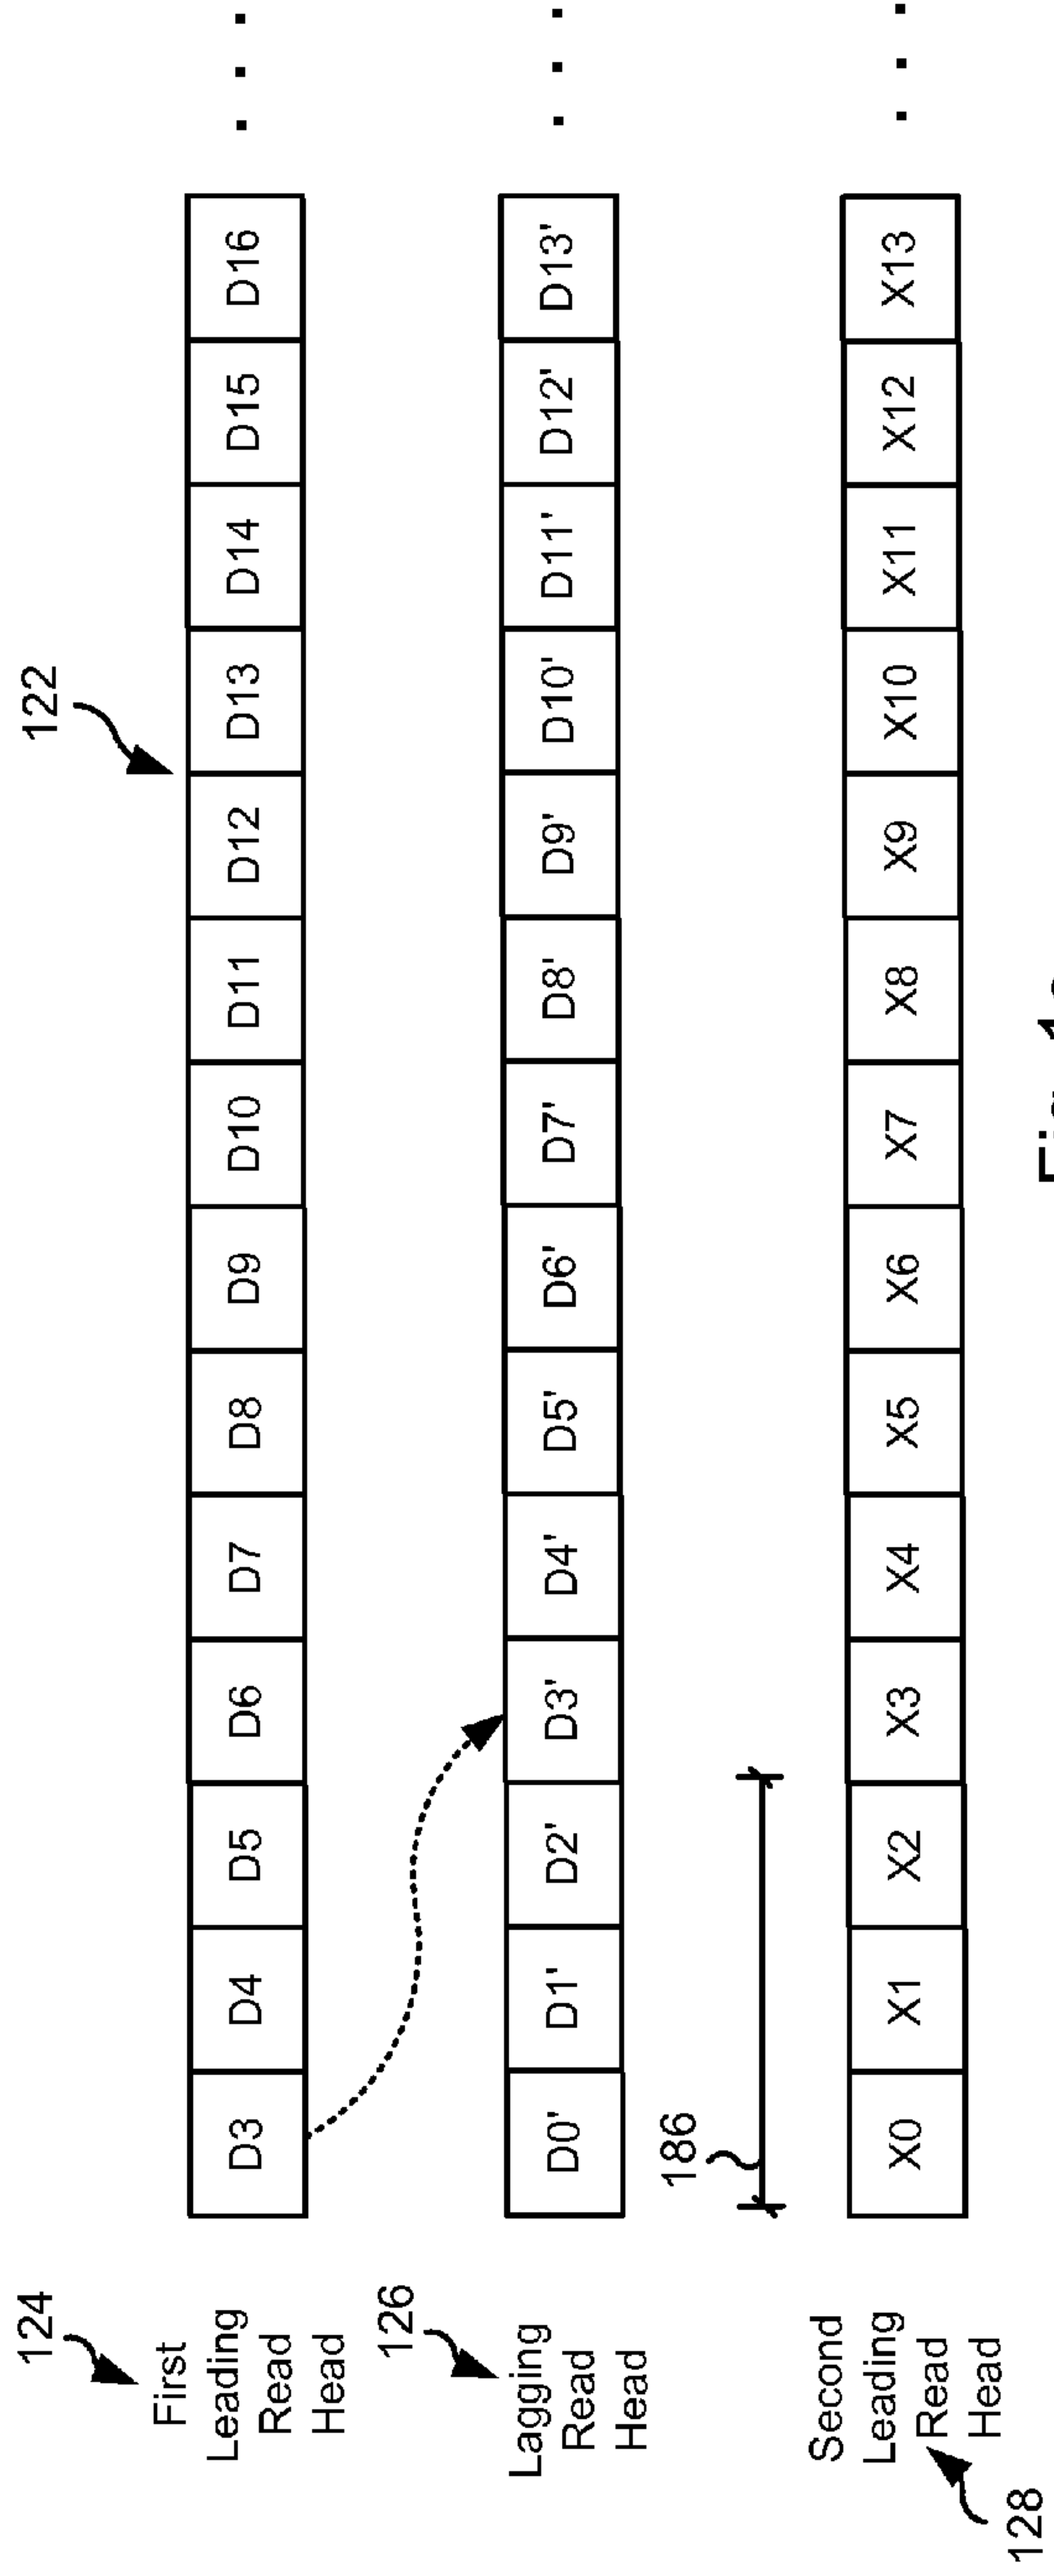 122
124
First
Leading
Read
Head
D3 D4 D5 D6 D7 D8 D9 D10 D11 D12 D13 D14 D15 D16 . . .
126
Lagging
Read
Head
D0' D1' D2' D3' D4' D5' D6' D7' D8' D9' D10' D11' D12' D13' . . .
186
Second
Leading
Read
Head
X0 X1 X2 X3 X4 X5 X6 X7 X8 X9 X10 X11 X12 X13 . . .
128